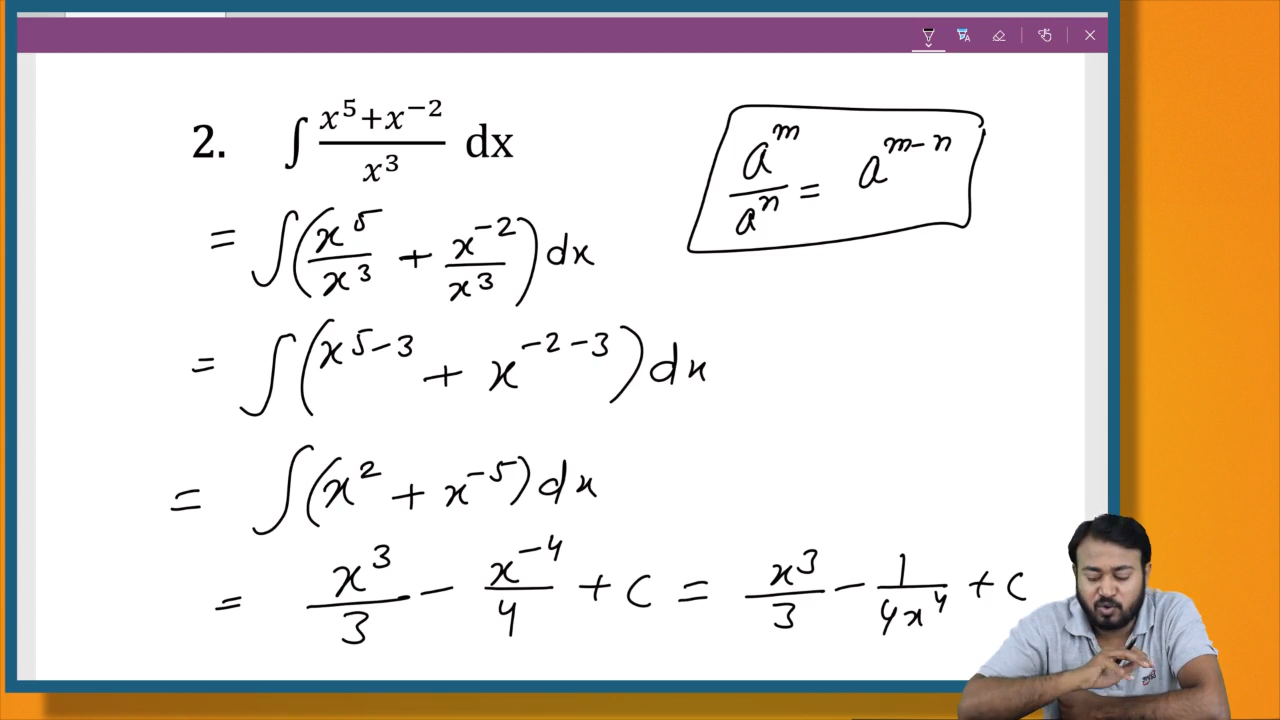 2. ∫ (x⁵+x⁻²)/x³ dx
aᵐ/aⁿ = aᵐ⁻ⁿ
= ∫(x⁵/x³ + x⁻²/x³)dx
= ∫(x⁵⁻³ + x⁻²⁻³)dx
= ∫(x² + x⁻⁵)dx
= x³/3 - x⁻⁴/4 + c = x³/3 - 1/4x⁴ + c